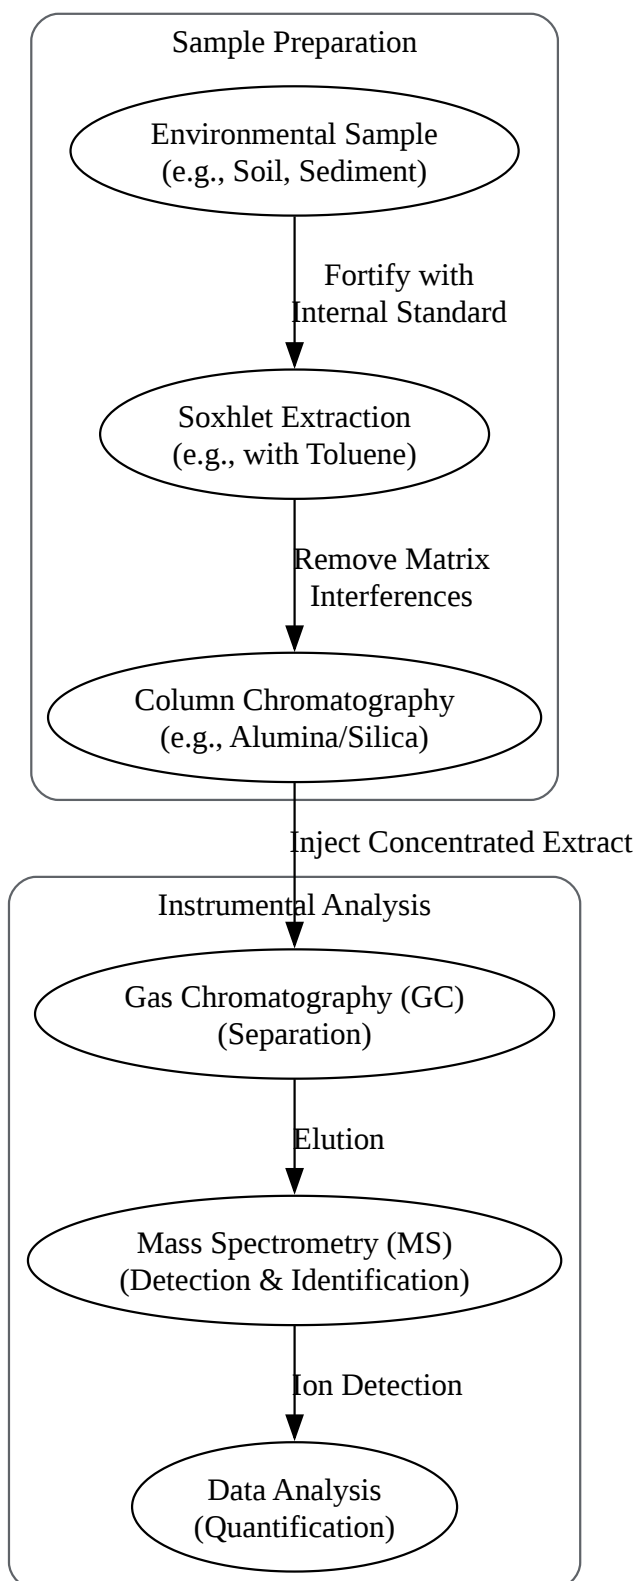 Sample Preparation
Environmental Sample
(e.g., Soil, Sediment)
Fortify with
Internal Standard
Soxhlet Extraction
(e.g., with Toluene)
Remove Matrix
Interferences
Column Chromatography
(e.g., Alumina/Silica)
Inject Concentrated Extract
Instrumental Analysis
Gas Chromatography (GC)
(Separation)
Elution
Mass Spectrometry (MS)
(Detection & Identification)
Ion Detection
Data Analysis
(Quantification)